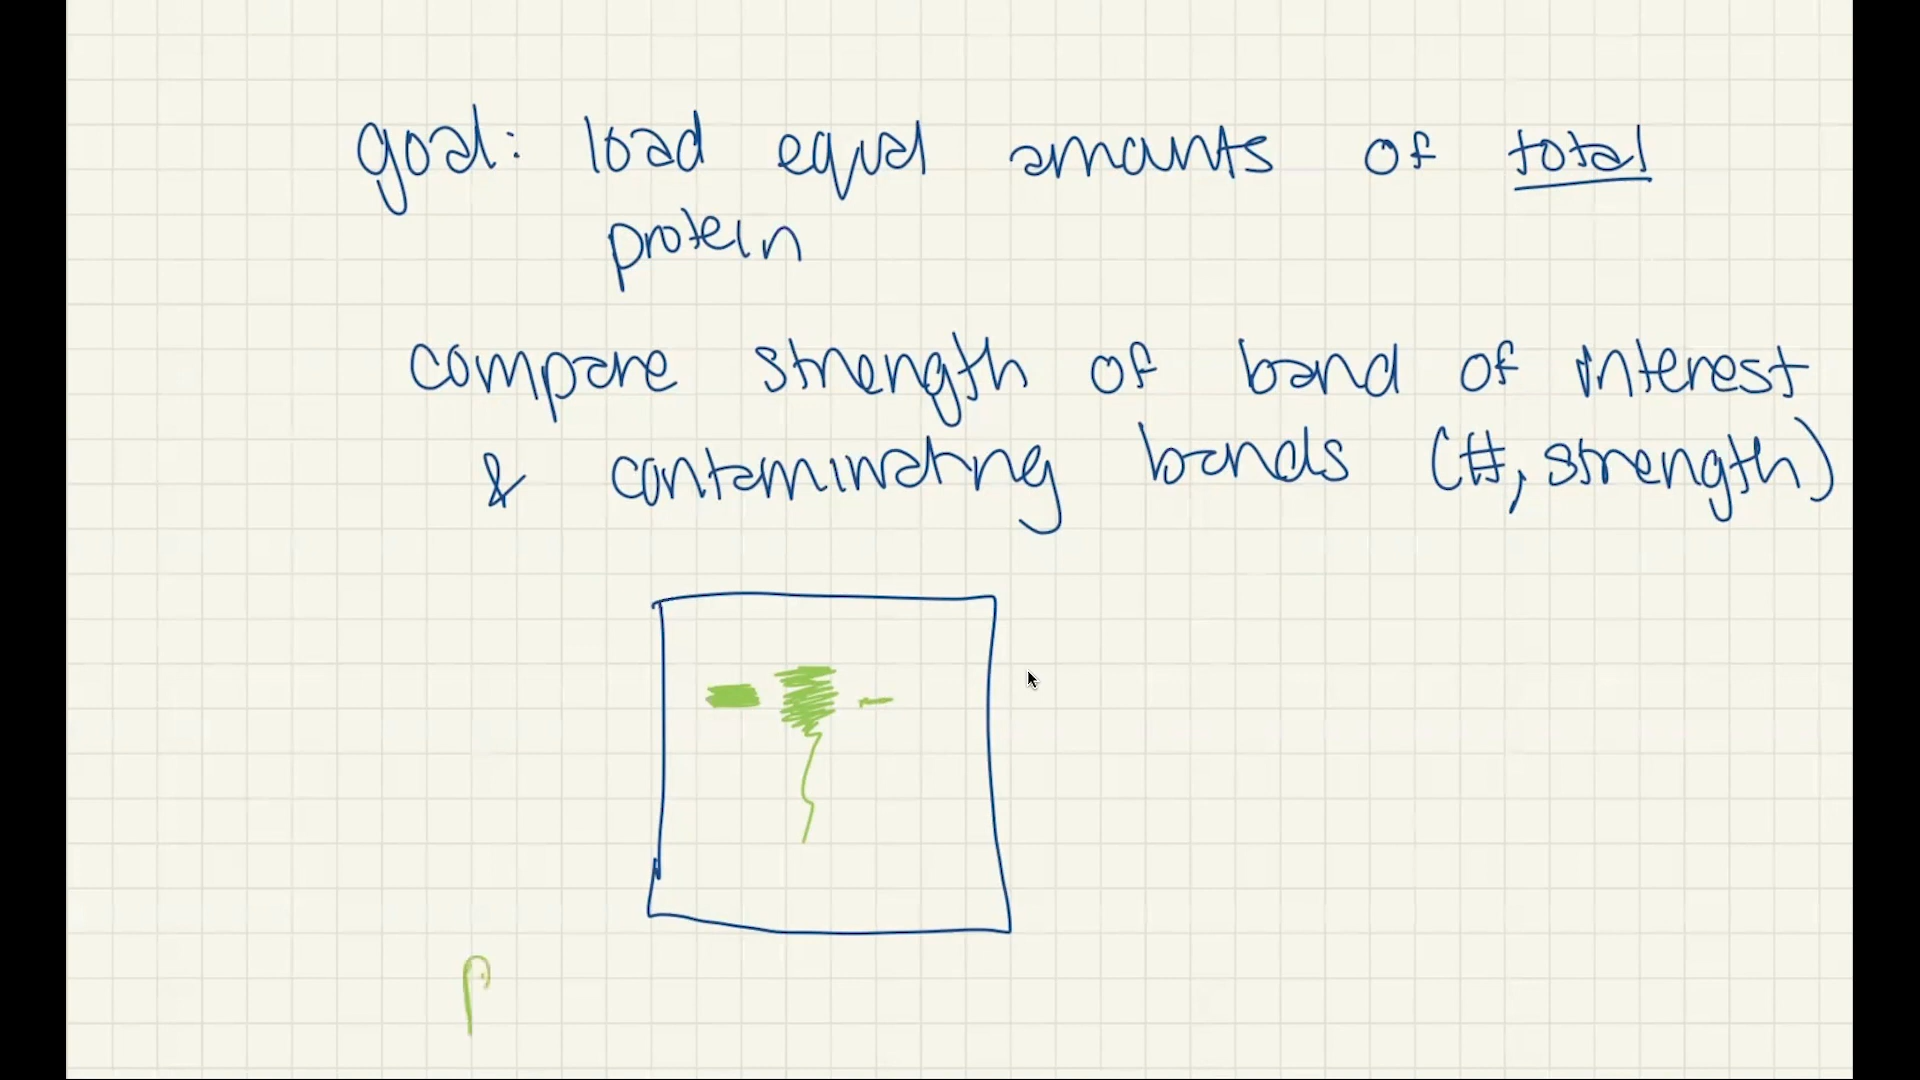 goal: load equal amounts of total
protein
compare strength of band of interest
& contaminating bands (#, strength)
P